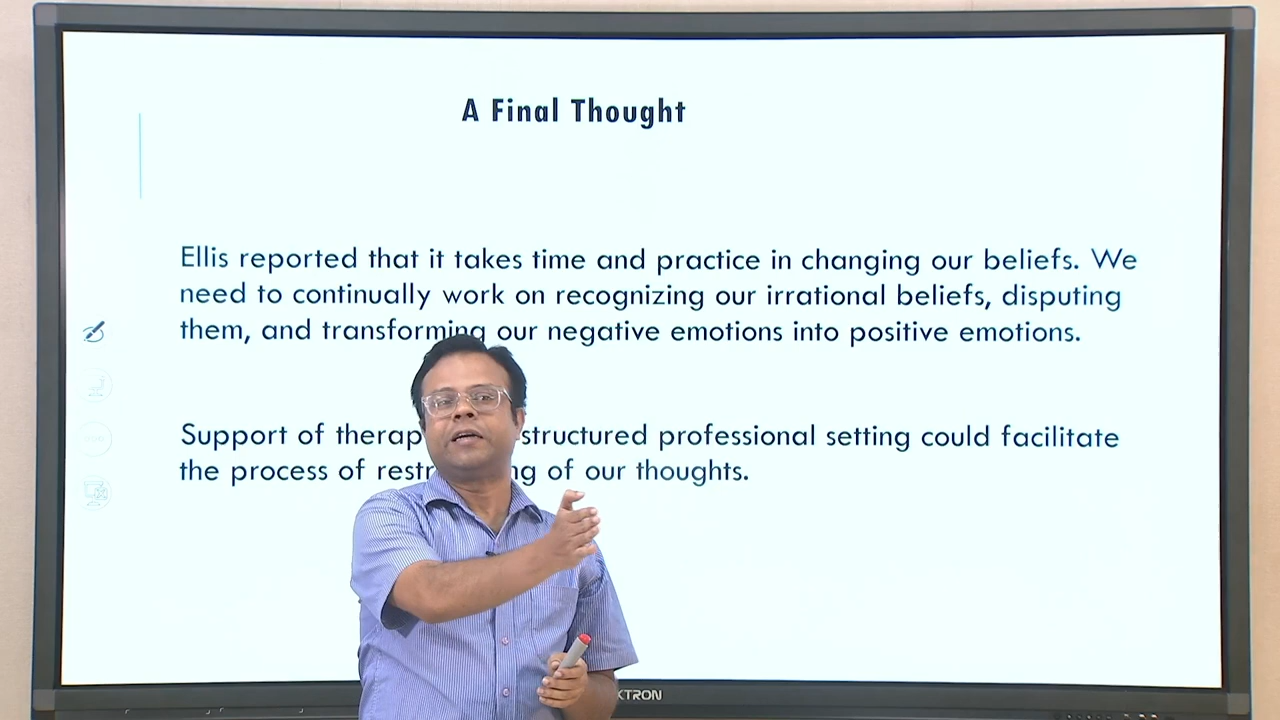 A Final Thought
Ellis reported that it takes time and practice in changing our beliefs. We
need to continually work on recognizing our irrational beliefs, disputing
them, and transforming our negative emotions into positive emotions.
Support of structured professional setting could facilitate
the process of of our thoughts.